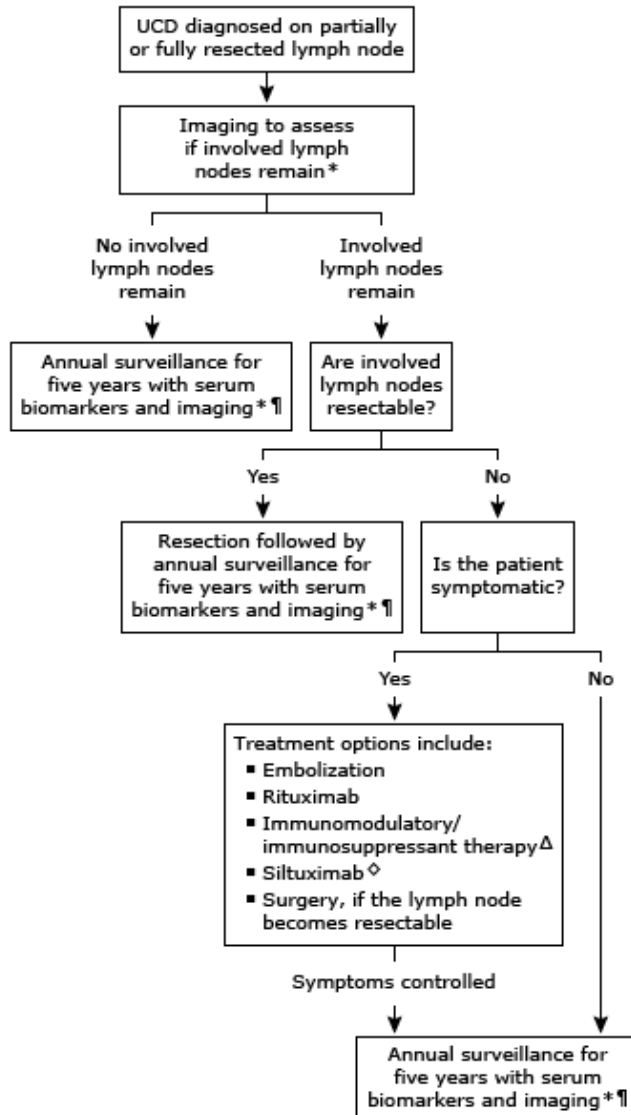 UCD diagnosed on partially
or fully resected lymph node
Imaging to assess
if involved lymph
nodes remain*
No involved
lymph nodes
remain
Involved
lymph nodes
remain
Annual surveillance for
five years with serum
biomarkers and imaging*¶
Are involved
lymph nodes
resectable?
Yes
No
Resection followed by
annual surveillance for
five years with serum
biomarkers and imaging*¶
Is the patient
symptomatic?
Yes
No
Treatment options include:
▪ Embolization
▪ Rituximab
▪ Immunomodulatory/
immunosuppressant therapyΔ
▪ Siltuximab◇
▪ Surgery, if the lymph node
becomes resectable
Symptoms controlled
Annual surveillance for
five years with serum
biomarkers and imaging*¶